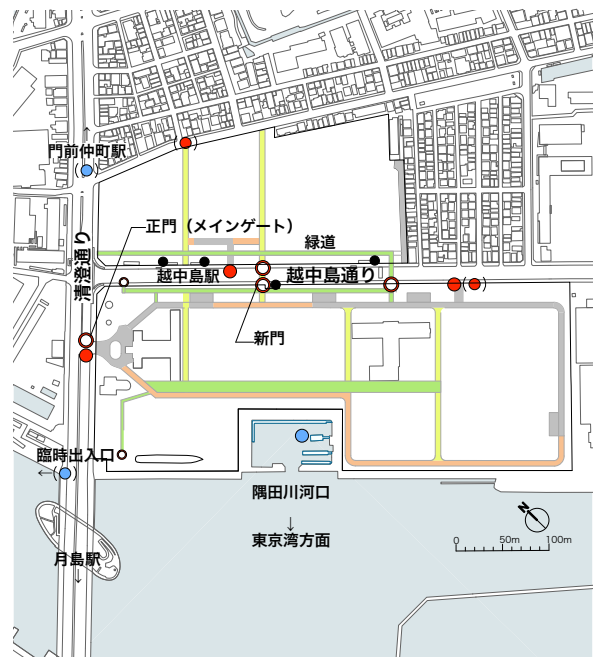 門前仲町駅
正門（メインゲート）
清澄通り
緑道
越中島駅
越中島通り
新門
臨時出入口
隅田川河口
東京湾方面
月島駅
0 50m 100m
N